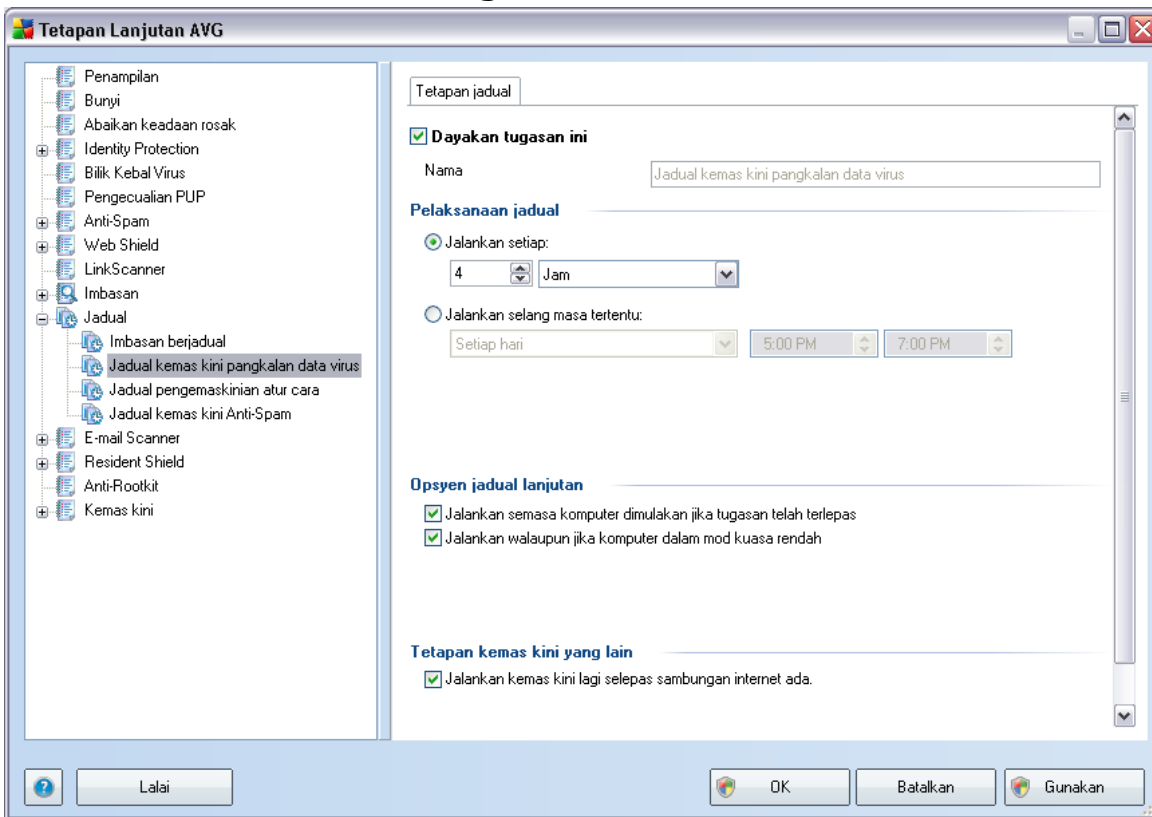 Tetapan Lanjutan AVG
Penampilan
Bunyi
Abaikan keadaan rosak
Identity Protection
Bilik Kebal Virus
Pengecualian PUP
Anti-Spam
Web Shield
LinkScanner
Imbasan
Jadual
Imbasan berjadual
Jadual kemas kini pangkalan data virus
Jadual pengemaskinian atur cara
Jadual kemas kini Anti-Spam
E-mail Scanner
Resident Shield
Anti-Rootkit
Kemas kini
Tetapan jadual
Dayakan tugasan ini
Nama Jadual kemas kini pangkalan data virus
Pelaksanaan jadual
Jalankan setiap:
4 Jam
Jalankan selang masa tertentu:
Setiap hari 5:00 PM 7:00 PM
Opsyen jadual lanjutan
Jalankan semasa komputer dimulakan jika tugasan telah terlepas
Jalankan walaupun jika komputer dalam mod kuasa rendah
Tetapan kemas kini yang lain
Jalankan kemas kini lagi selepas sambungan internet ada.
Lalai OK Batalkan Gunakan